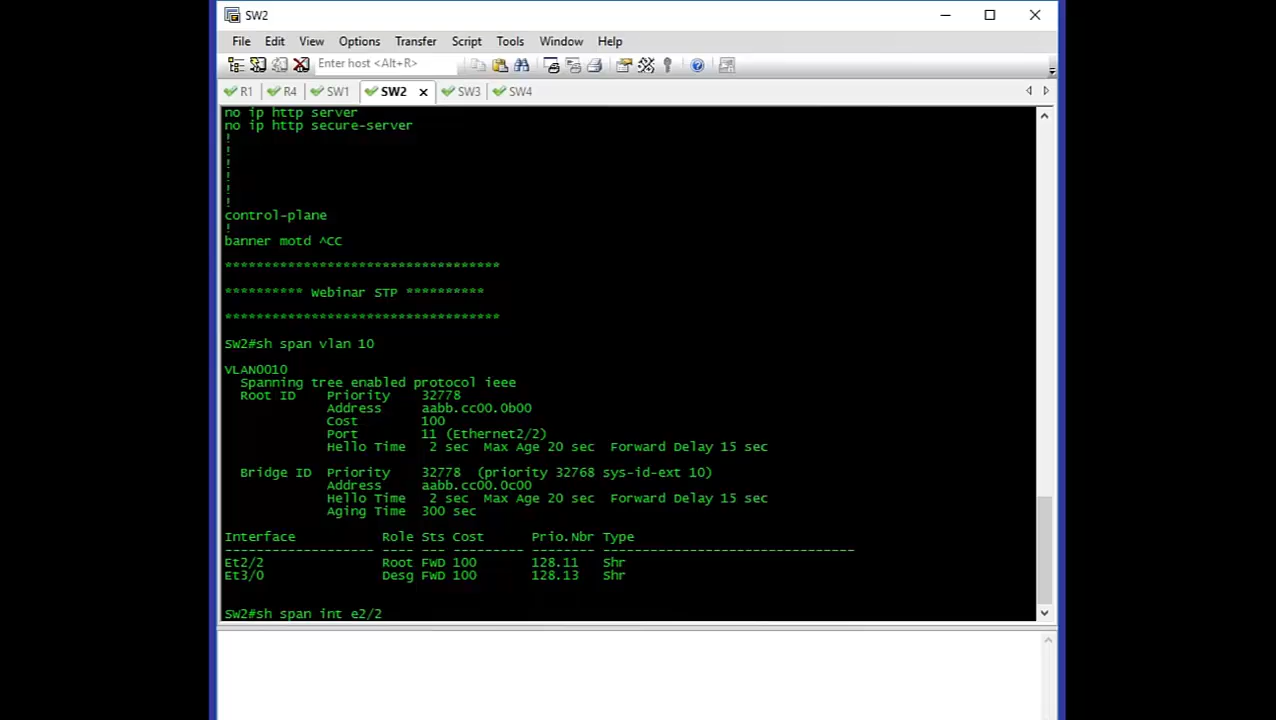 SW2
File Edit View Options Transfer Script Tools Window Help
Enter host <Alt+R>
R1 R4 SW1 SW2 SW3 SW4
no ip http server
no ip http secure-server
!
!
!
!
!
!
control-plane
!
banner motd ^CC
***********************************
********** Webinar STP **********
***********************************
SW2#sh span vlan 10
VLAN0010
Spanning tree enabled protocol ieee
Root ID Priority 32778
Address aabb.cc00.0b00
Cost 100
Port 11 (Ethernet2/2)
Hello Time 2 sec Max Age 20 sec Forward Delay 15 sec
Bridge ID Priority 32778 (priority 32768 sys-id-ext 10)
Address aabb.cc00.0c00
Hello Time 2 sec Max Age 20 sec Forward Delay 15 sec
Aging Time 300 sec
Interface Role Sts Cost Prio.Nbr Type
------------------- ---- --- --------- -------- --------------------------------
Et2/2 Root FWD 100 128.11 Shr
Et3/0 Desg FWD 100 128.13 Shr
SW2#sh span int e2/2